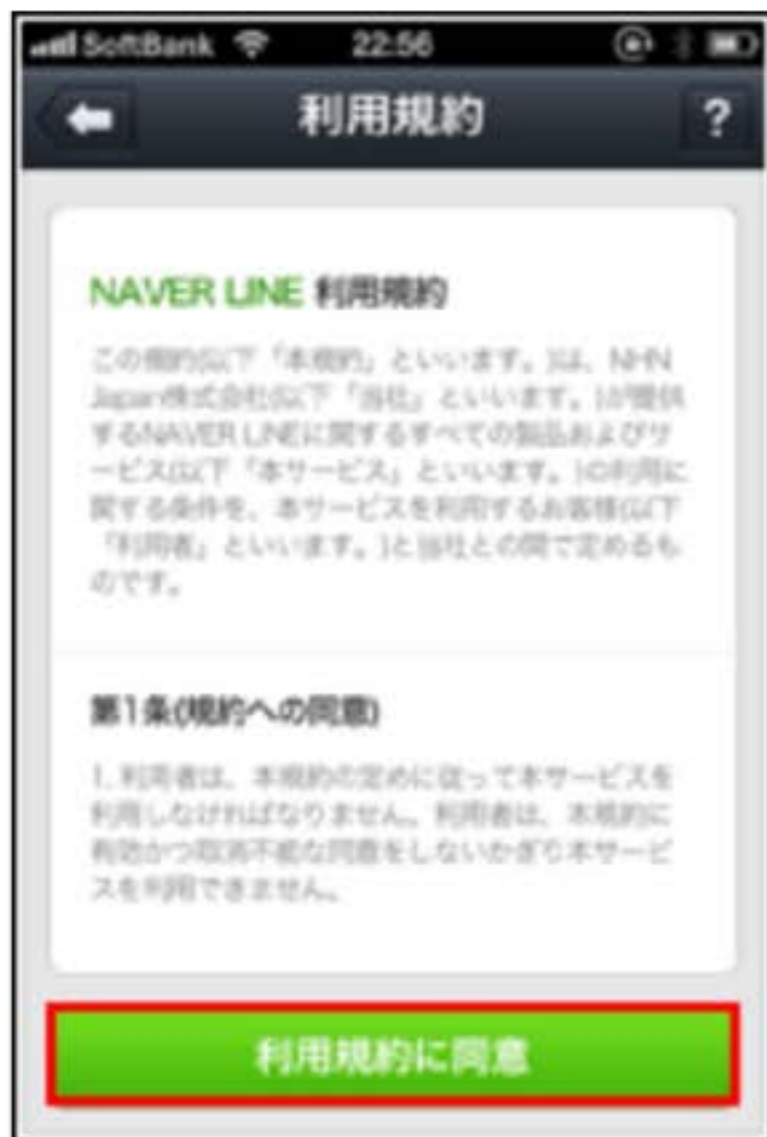 SoftBank 22:56
利用規約 ?
NAVER LINE 利用規約
この規約(以下「本規約」といいます。)は、NHN
Japan株式会社(以下「当社」といいます。)が提供
するNAVER LINEに関するすべての製品およびサ
ービス(以下「本サービス」といいます。)の利用に
関する条件を、本サービスを利用するお客様(以下
「利用者」といいます。)と当社との間で定めるも
のです。
第1条(規約への同意)
1. 利用者は、本規約の定めに従って本サービスを
利用しなければなりません。利用者は、本規約に
有効かつ取消不能な同意をしないかぎり本サービ
スを利用できません。
利用規約に同意